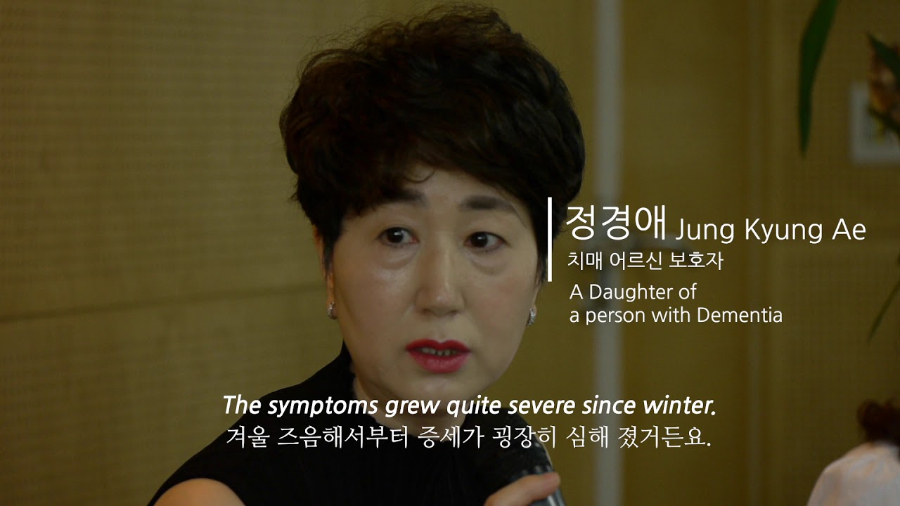 정경애 Jung Kyung Ae
치매 어르신 보호자
A Daughter of
a person with Dementia
The symptoms grew quite severe since winter.
겨울 즈음해서부터 증세가 굉장히 심해 졌거든요.